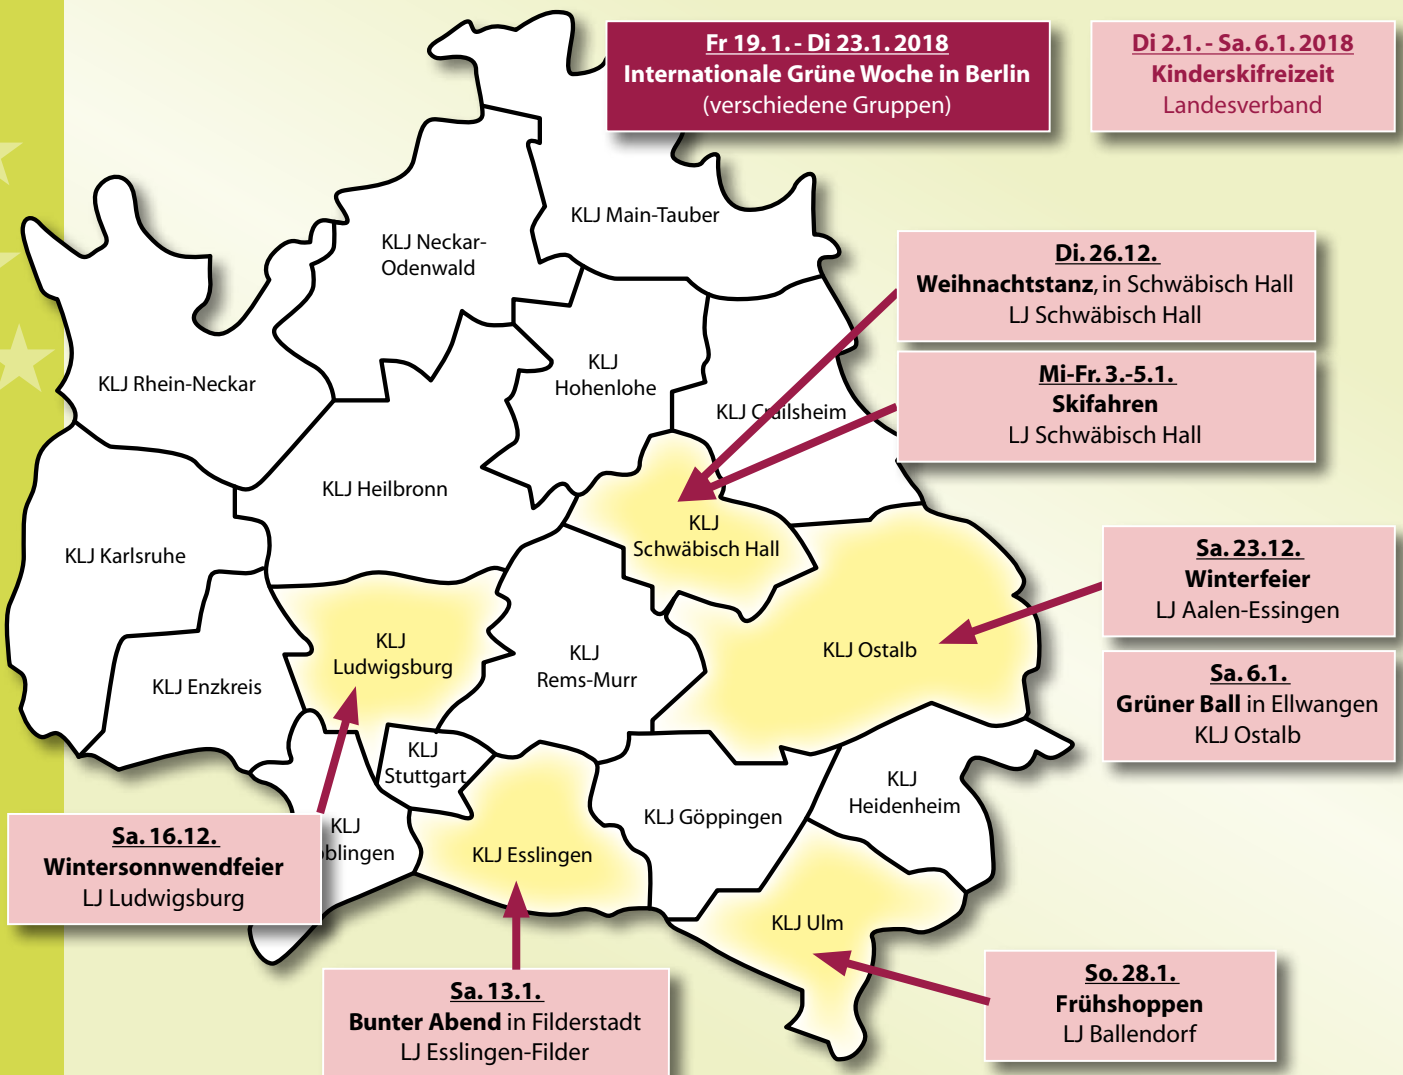 Fr 19.1. - Di 23.1.2018
Internationale Grüne Woche in Berlin
(verschiedene Gruppen)
Di 2.1. - Sa. 6.1.2018
Kinderskifreizeit
Landesverband
KLJ Main-Tauber
KLJ Neckar-
Odenwald
Di. 26.12.
Weihnachtstanz, in Schwäbisch Hall
LJ Schwäbisch Hall
KLJ Rhein-Neckar
KLJ
Hohenlohe
KLJ Crailsheim
Mi-Fr. 3.-5.1.
Skifahren
LJ Schwäbisch Hall
KLJ Heilbronn
KLJ
Schwäbisch Hall
KLJ Karlsruhe
Sa. 23.12.
Winterfeier
LJ Aalen-Essingen
KLJ
Ludwigsburg
KLJ
Rems-Murr
KLJ Ostalb
KLJ Enzkreis
Sa. 6.1.
Grüner Ball in Ellwangen
KLJ Ostalb
KLJ
Stuttgart
KLJ
Heidenheim
KLJ Göppingen
Sa. 16.12.
Wintersonnwendfeier
LJ Ludwigsburg
KLJ
öblingen
KLJ Esslingen
KLJ Ulm
Sa. 13.1.
Bunter Abend in Filderstadt
LJ Esslingen-Filder
So. 28.1.
Frühshoppen
LJ Ballendorf